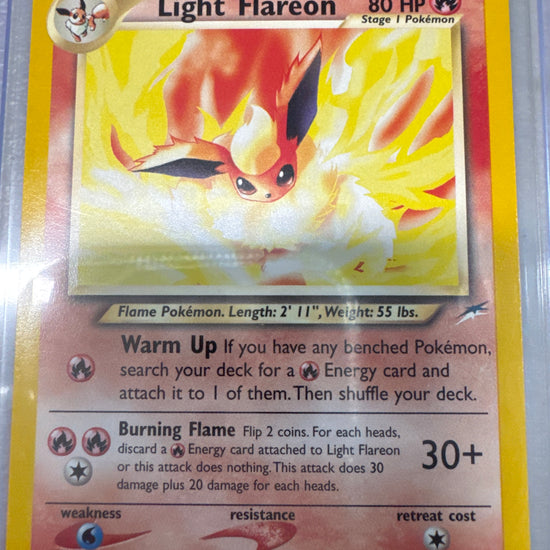 Light Flareon 80 HP
Stage 1 Pokémon
Flame Pokémon. Length: 2' 11", Weight: 55 lbs.
Warm Up If you have any benched Pokémon,
search your deck for a Energy card and
attach it to 1 of them. Then shuffle your deck.
Burning Flame Flip 2 coins. For each heads,
discard a Energy card attached to Light Flareon
or this attack does nothing. This attack does 30
damage plus 20 damage for each heads.
30+
weakness resistance retreat cost